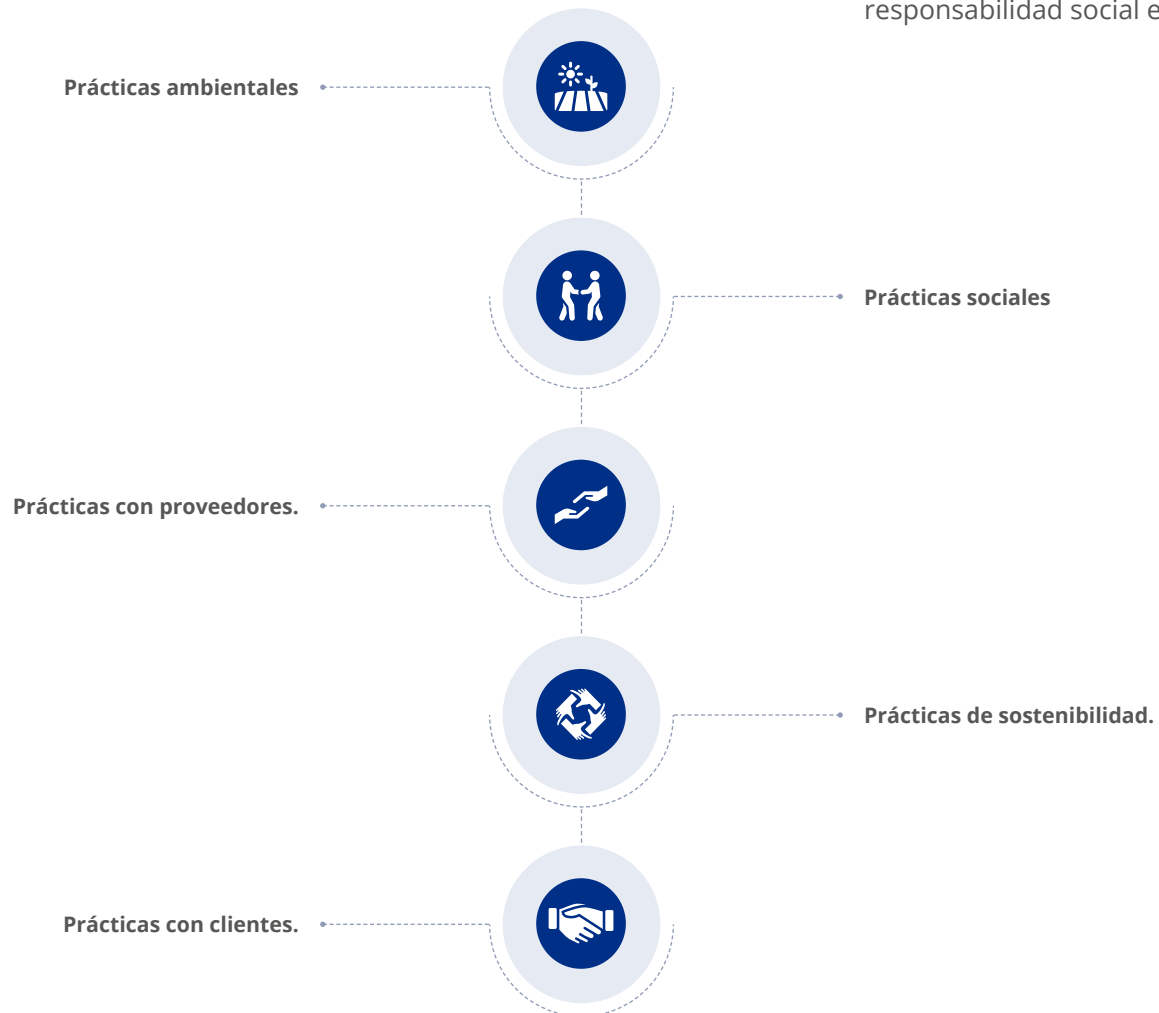 responsabilidad social e
Prácticas ambientales
Prácticas sociales
Prácticas con proveedores.
Prácticas de sostenibilidad.
Prácticas con clientes.